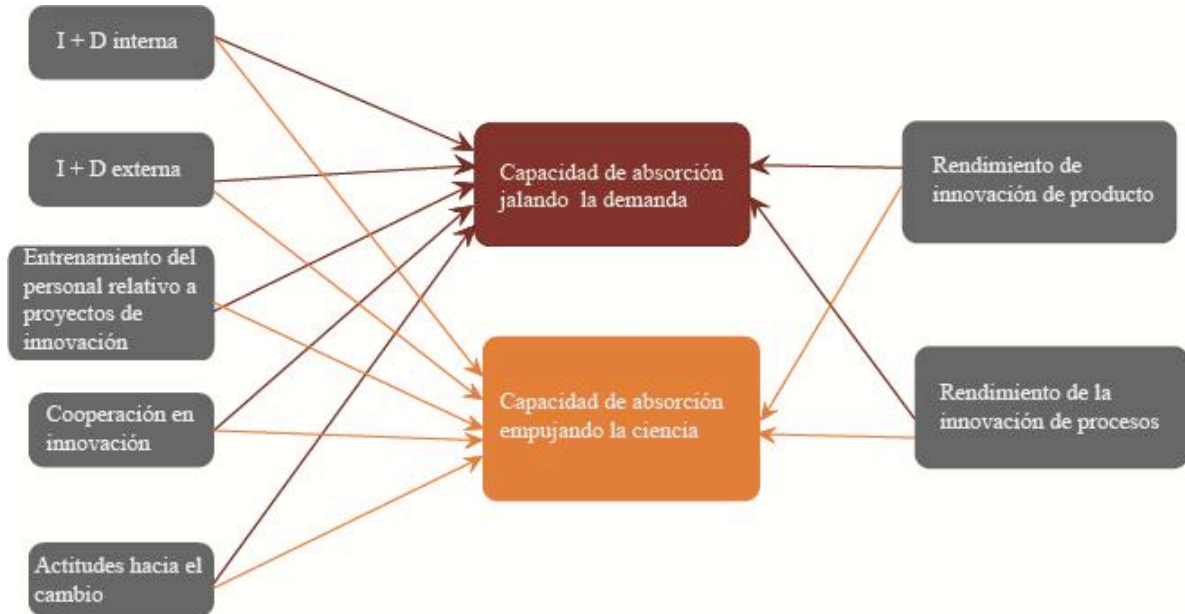 I + D interna
I + D externa
Entrenamiento del
personal relativo a
proyectos de
innovación
Cooperación en
innovación
Actitudes hacia el
cambio
Capacidad de absorción
jalando la demanda
Capacidad de absorción
empujando la ciencia
Rendimiento de
innovación de producto
Rendimiento de la
innovación de procesos